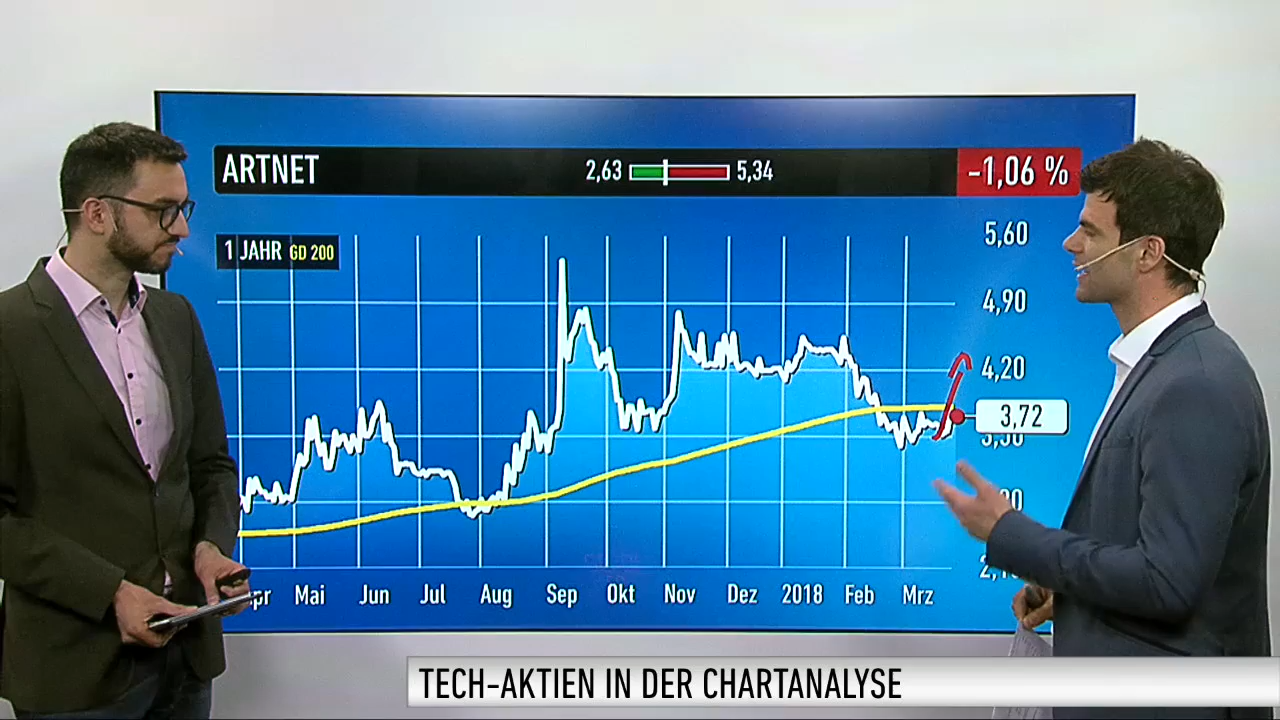 ARTNET
2,63 5,34
-1,06 %
1 JAHR GD 200
5,60
4,90
4,20
3,72
Mai Jun Jul Aug Sep Okt Nov Dez 2018 Feb Mrz
TECH-AKTIEN IN DER CHARTANALYSE